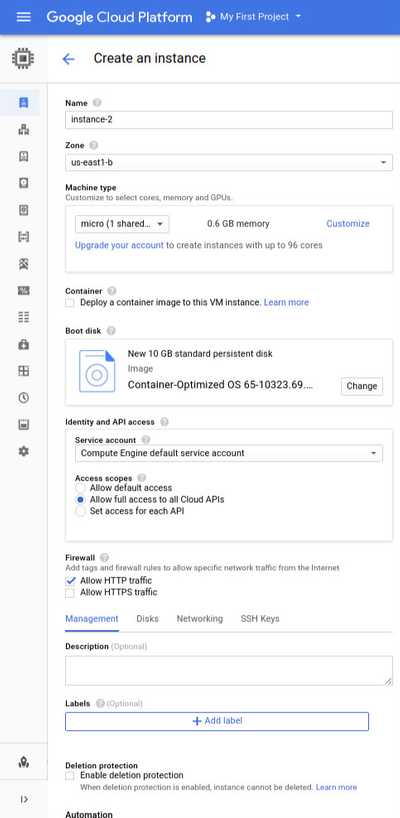 Google Cloud Platform
My First Project
Create an instance
Name
instance-2
Zone
us-east1-b
Machine type
Customize to select cores, memory and GPUs.
micro (1 shared...
0.6 GB memory
Customize
Upgrade your account to create instances with up to 96 cores
Container
Deploy a container image to this VM instance. Learn more
Boot disk
New 10 GB standard persistent disk
Image
Container-Optimized OS 65-10323.69....
Change
Identity and API access
Service account
Compute Engine default service account
Access scopes
Allow default access
Allow full access to all Cloud APIs
Set access for each API
Firewall
Add tags and firewall rules to allow specific network traffic from the Internet
Allow HTTP traffic
Allow HTTPS traffic
Management Disks Networking SSH Keys
Description (Optional)
Labels (Optional)
+ Add label
Deletion protection
Enable deletion protection
When deletion protection is enabled, instance cannot be deleted. Learn more
Automation